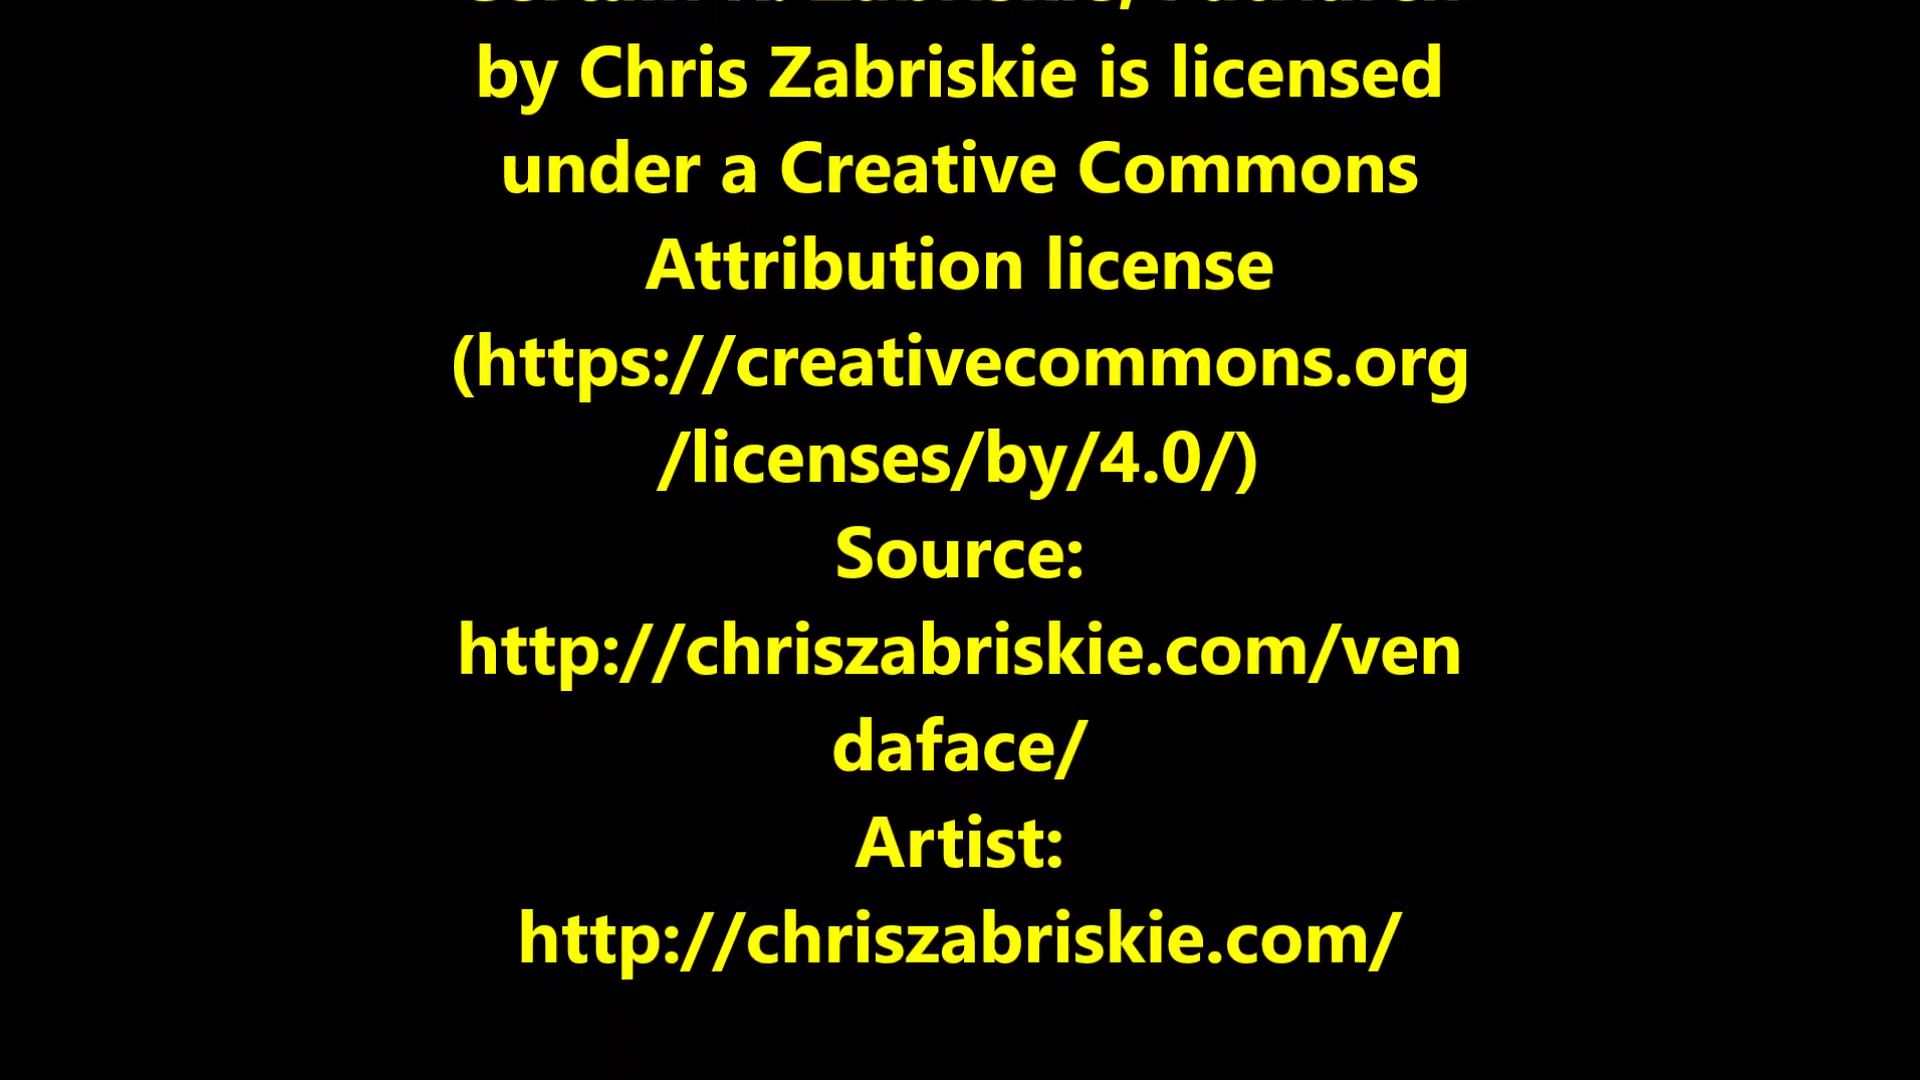 by Chris Zabriskie is licensed
under a Creative Commons
Attribution license
(https://creativecommons.org
/licenses/by/4.0/)
Source:
http://chriszabriskie.com/ven
daface/
Artist:
http://chriszabriskie.com/